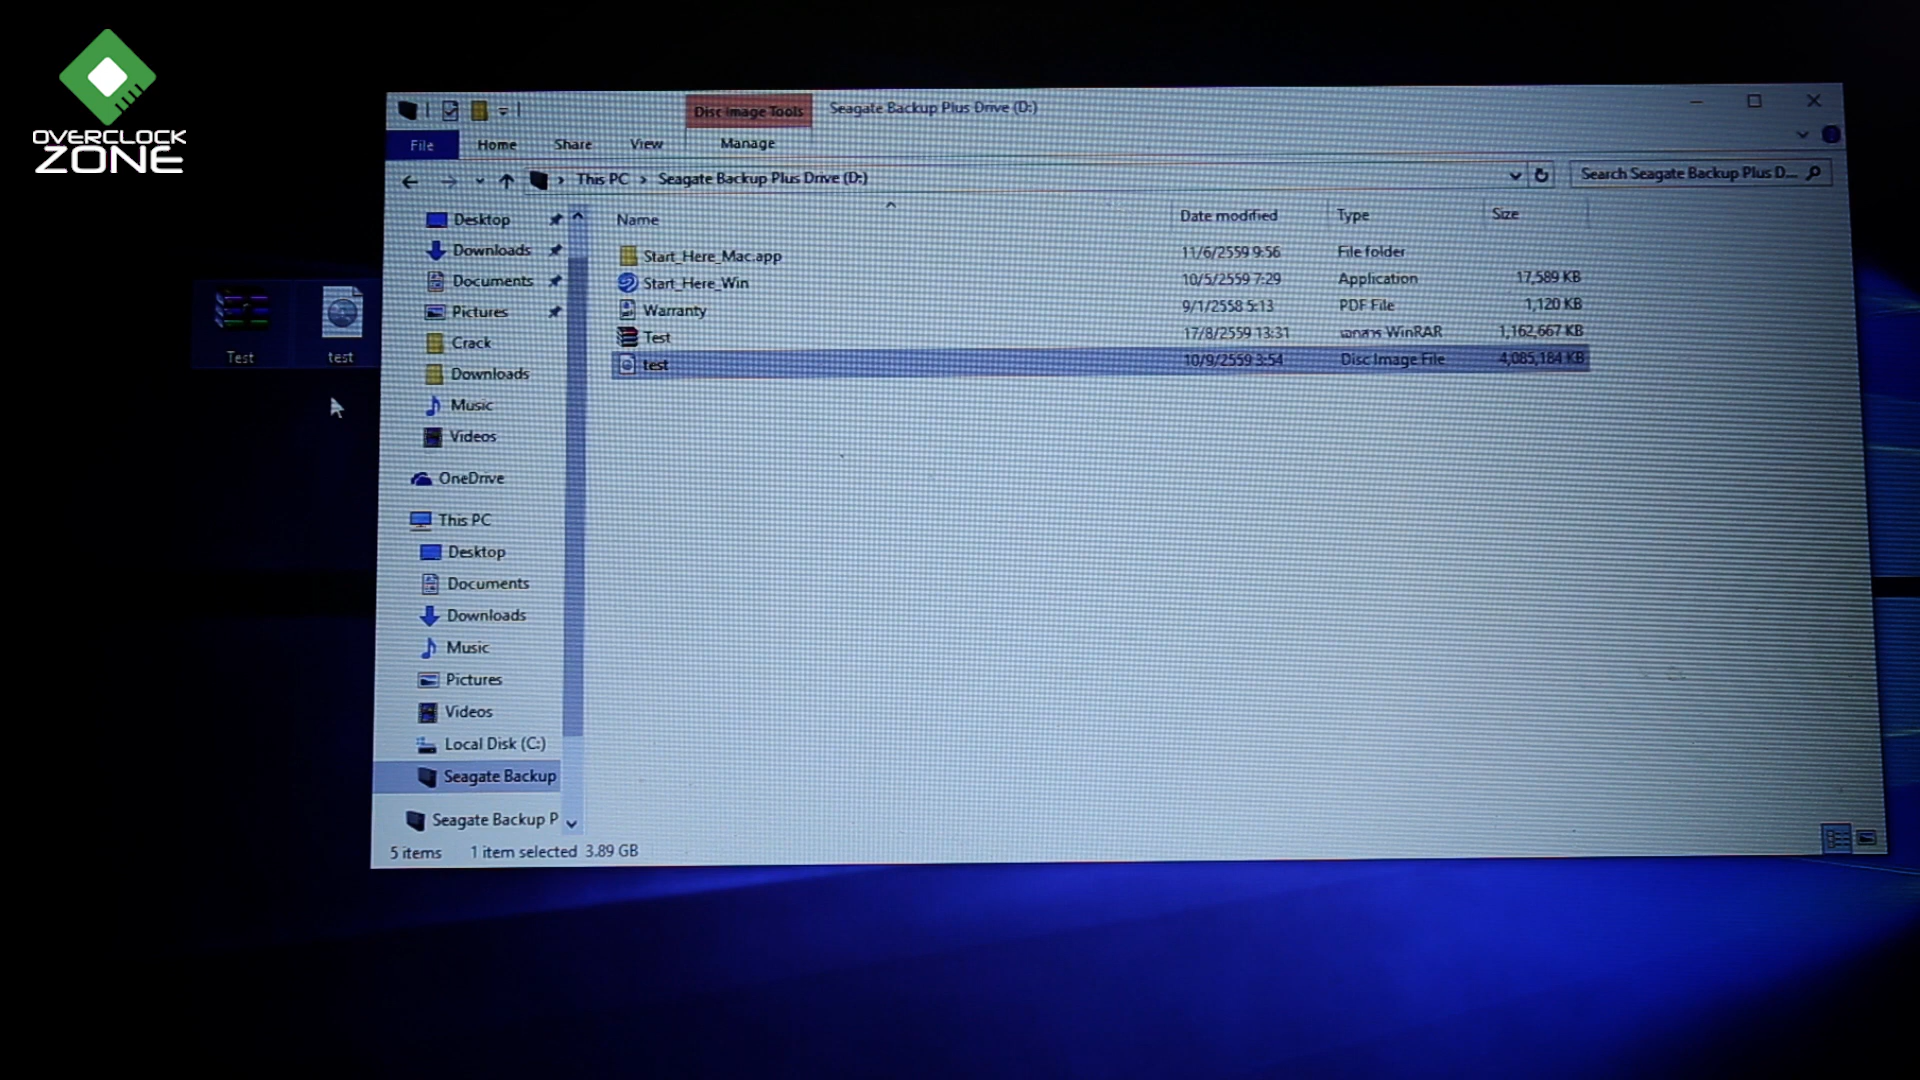 OVERCLOCK
ZONE
Disc Image Tools
Seagate Backup Plus Drive (D:)
File
Home
Share
View
Manage
This PC > Seagate Backup Plus Drive (D:)
Search Seagate Backup Plus D...
Name
Date modified
Type
Size
Start_Here_Mac.app
11/6/2559 9:56
File folder
Start_Here_Win
10/5/2559 7:29
Application
17,589 KB
Warranty
9/1/2558 5:13
PDF File
1,120 KB
Test
17/8/2559 13:31
เอกสาร WinRAR
1,162,667 KB
test
10/9/2559 3:54
Disc Image File
4,085,184 KB
Desktop
Downloads
Documents
Pictures
Crack
Downloads
Music
Videos
OneDrive
This PC
Desktop
Documents
Downloads
Music
Pictures
Videos
Local Disk (C:)
Seagate Backup
Seagate Backup P
5 items
1 item selected 3.89 GB
Test
test